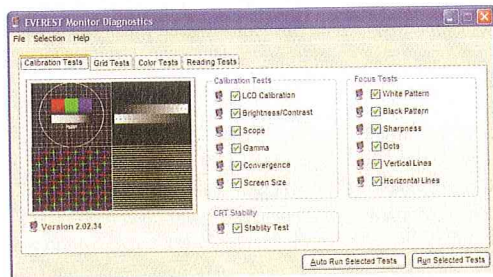 EVEREST Monitor Diagnostics
File Selection Help
Calibration Tests Grid Tests Color Tests Reading Tests
Calibration Tests
LCD Calibration
Brightness/Contrast
Scope
Gamma
Convergence
Screen Size
Focus Tests
White Pattern
Black Pattern
Sharpness
Dots
Vertical Lines
Horizontal Lines
Version 2.02.34
CRT Stability
Stability Test
Auto Run Selected Tests Run Selected Tests